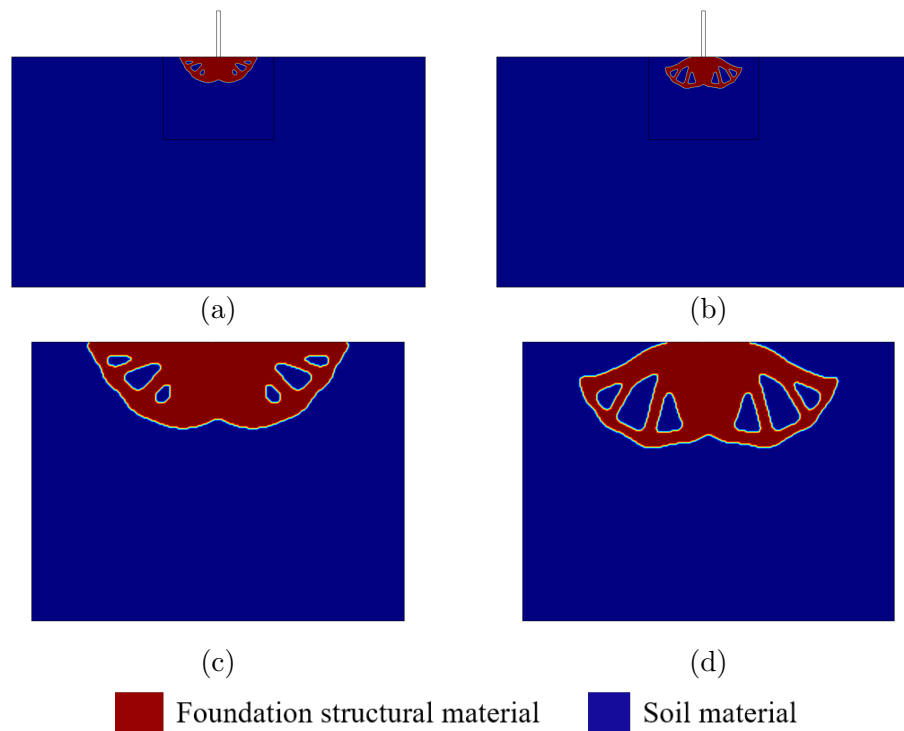 (a)
(b)
(c)
(d)
Foundation structural material
Soil material